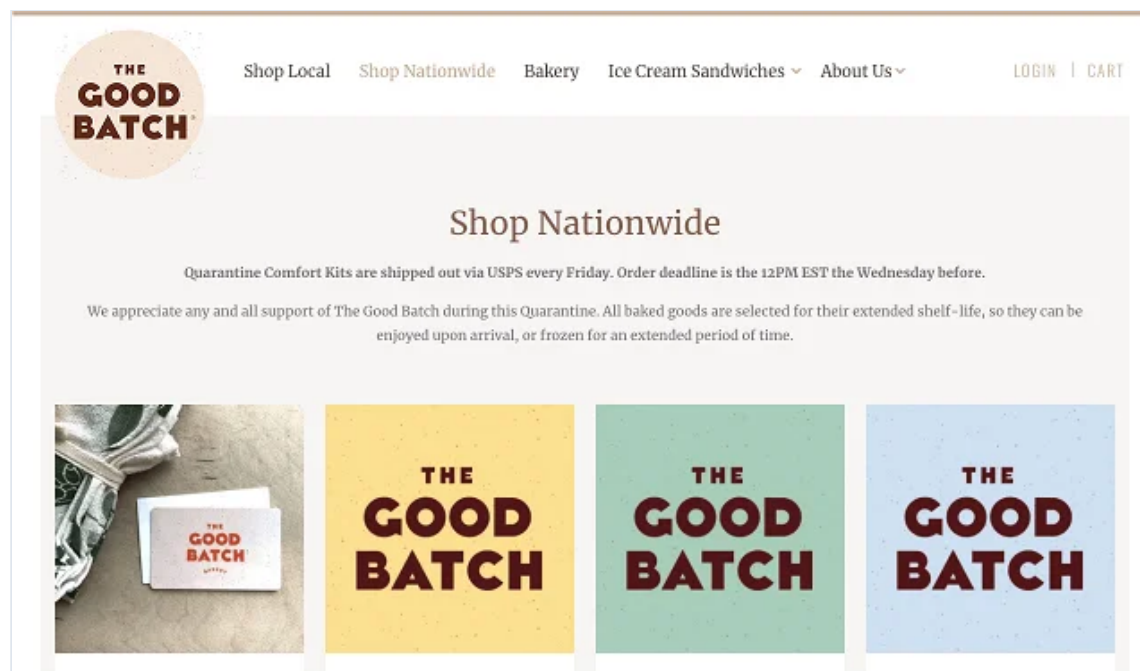 THE
GOOD
BATCH
Shop Local Shop Nationwide Bakery Ice Cream Sandwiches About Us LOGIN | CART
Shop Nationwide
Quarantine Comfort Kits are shipped out via USPS every Friday. Order deadline is the 12PM EST the Wednesday before.
We appreciate any and all support of The Good Batch during this Quarantine. All baked goods are selected for their extended shelf-life, so they can be
enjoyed upon arrival, or frozen for an extended period of time.
THE
GOOD
BATCH
BAKERY
THE
GOOD
BATCH
THE
GOOD
BATCH
THE
GOOD
BATCH